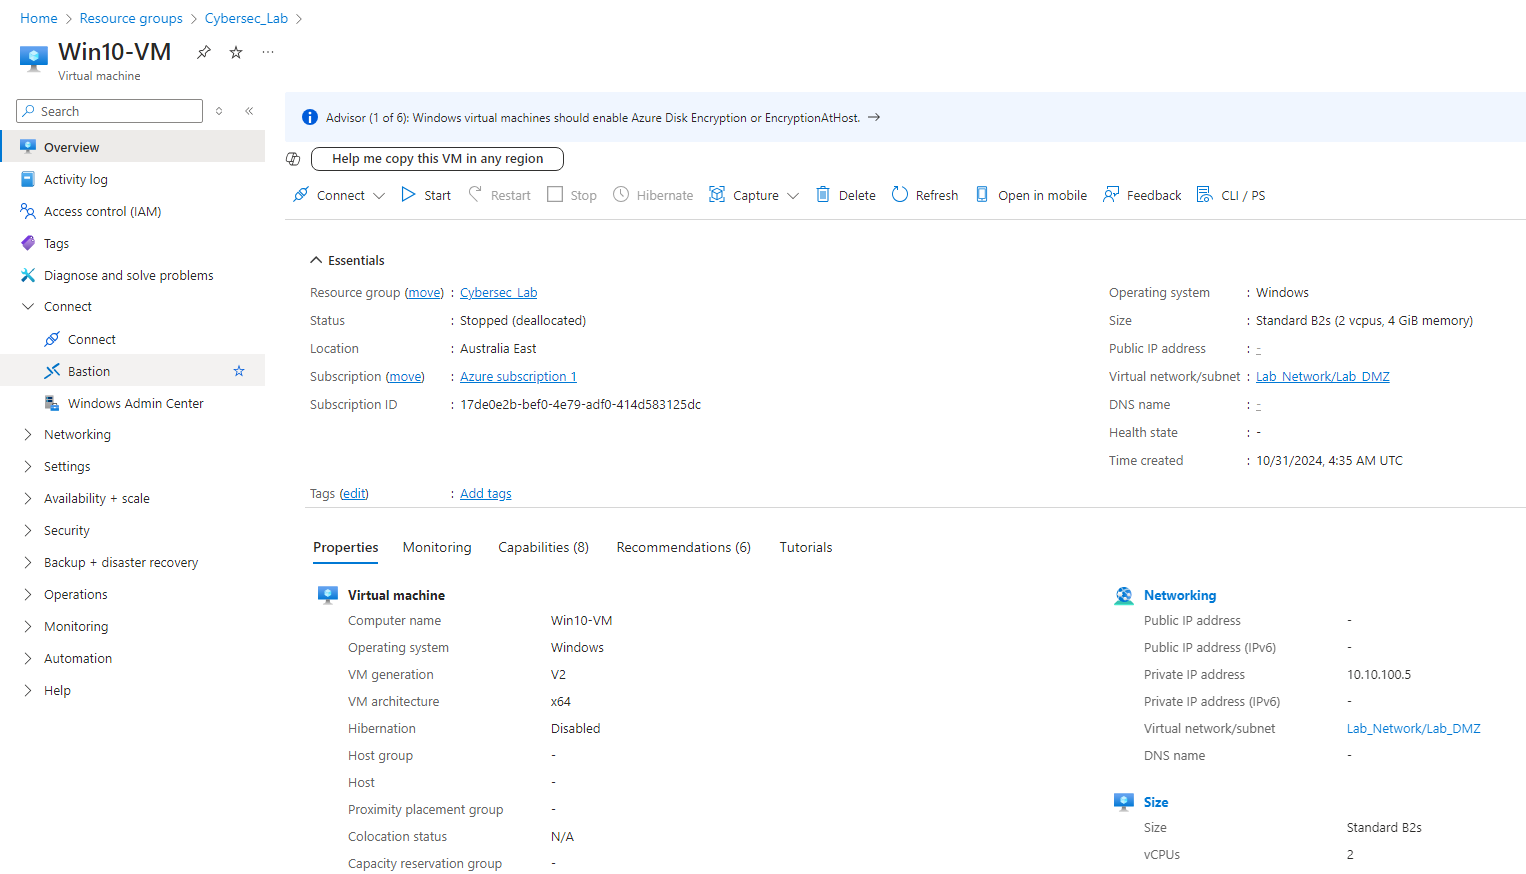 Home > Resource groups > Cybersec_Lab >
Win10-VM
Virtual machine
Search
Overview
Activity log
Access control (IAM)
Tags
Diagnose and solve problems
Connect
Connect
Bastion
Windows Admin Center
Networking
Settings
Availability + scale
Security
Backup + disaster recovery
Operations
Monitoring
Automation
Help
Advisor (1 of 6): Windows virtual machines should enable Azure Disk Encryption or EncryptionAtHost. →
Help me copy this VM in any region
Connect Start Restart Stop Hibernate Capture Delete Refresh Open in mobile Feedback CLI / PS
Essentials
Resource group (move) : Cybersec_Lab
Status : Stopped (deallocated)
Location : Australia East
Subscription (move) : Azure subscription 1
Subscription ID : 17de0e2b-bef0-4e79-adf0-414d583125dc
Operating system : Windows
Size : Standard B2s (2 vcpus, 4 GiB memory)
Public IP address : -
Virtual network/subnet : Lab_Network/Lab_DMZ
DNS name : -
Health state : -
Time created : 10/31/2024, 4:35 AM UTC
Tags (edit) : Add tags
Properties Monitoring Capabilities (8) Recommendations (6) Tutorials
Virtual machine
Computer name Win10-VM
Operating system Windows
VM generation V2
VM architecture x64
Hibernation Disabled
Host group -
Host -
Proximity placement group -
Colocation status N/A
Capacity reservation group -
Networking
Public IP address -
Public IP address (IPv6) -
Private IP address 10.10.100.5
Private IP address (IPv6) -
Virtual network/subnet Lab_Network/Lab_DMZ
DNS name -
Size
Size Standard B2s
vCPUs 2